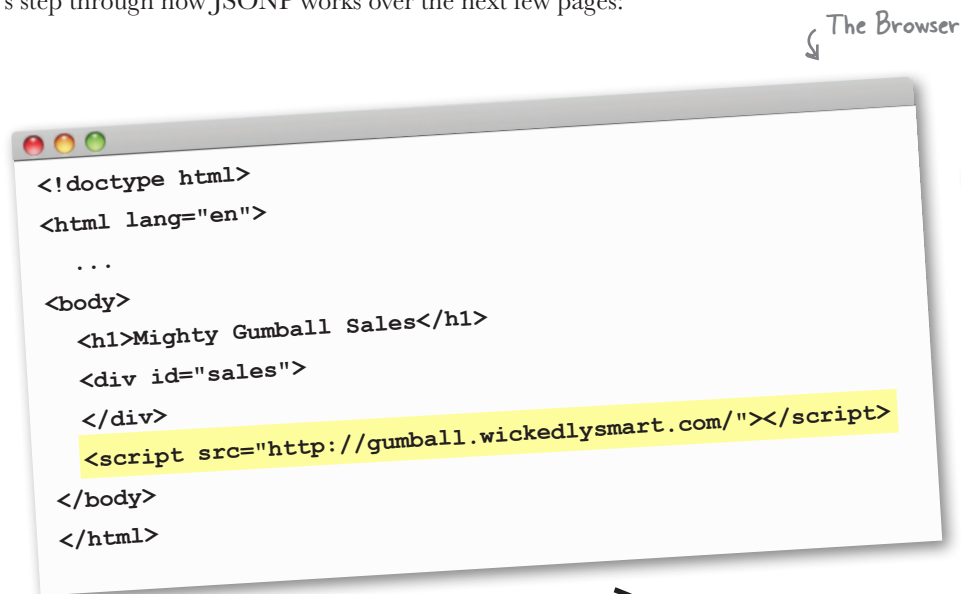 's step through how JSONP works over the next few pages:
The Browser
<!doctype html>
<html lang="en">
...
<body>
<h1>Mighty Gumball Sales</h1>
<div id="sales">
</div>
<script src="http://gumball.wickedlysmart.com/"></script>
</body>
</html>